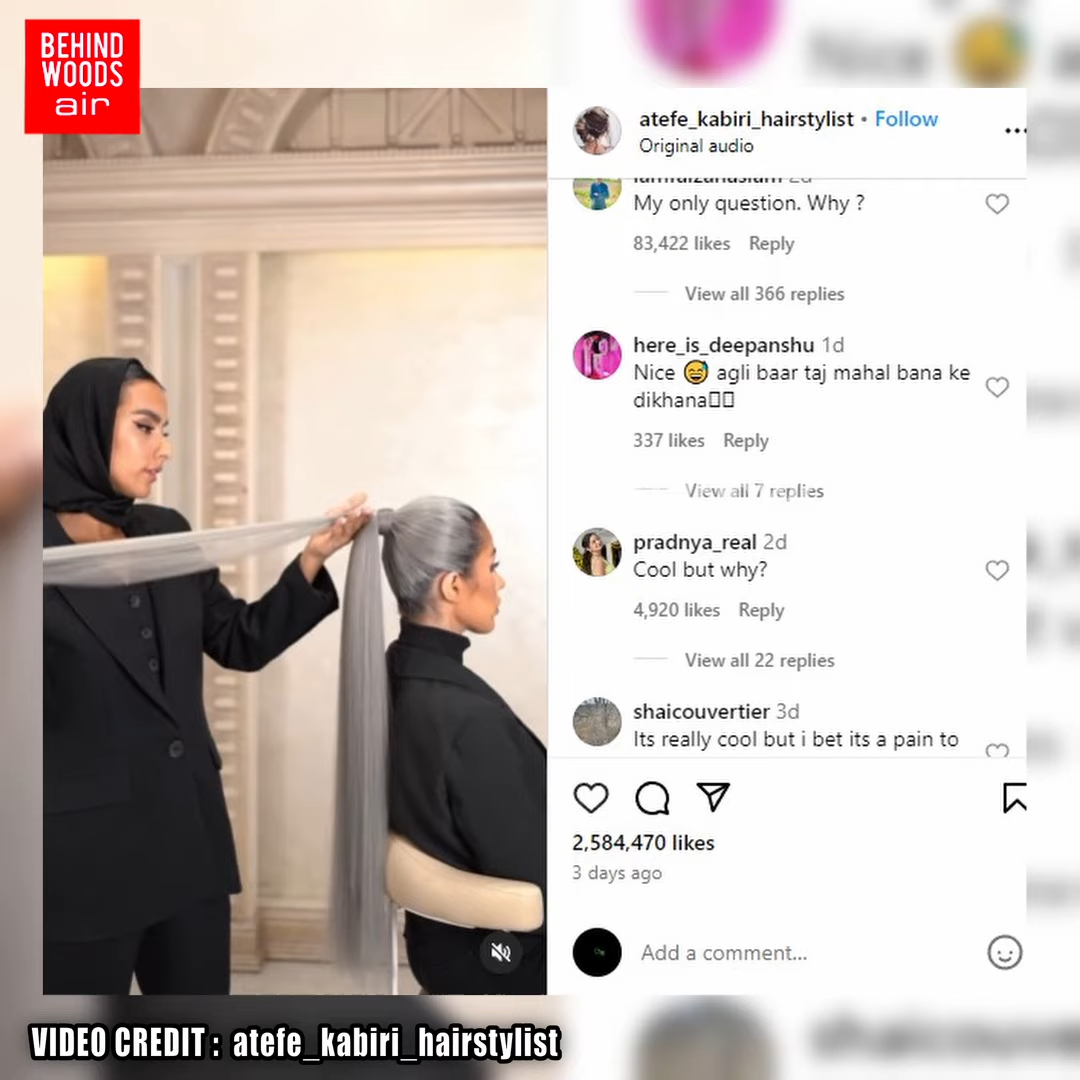 BEHIND
WOODS
air
atefe_kabiri_hairstylist • Follow
Original audio
2d
My only question. Why ?
83,422 likes Reply
View all 366 replies
here_is_deepanshu 1d
Nice 😅 agli baar taj mahal bana ke
dikhana
337 likes Reply
View all 7 replies
pradnya_real 2d
Cool but why?
4,920 likes Reply
View all 22 replies
shaicouvertier 3d
Its really cool but i bet its a pain to
2,584,470 likes
3 days ago
Add a comment...
VIDEO CREDIT : atefe_kabiri_hairstylist